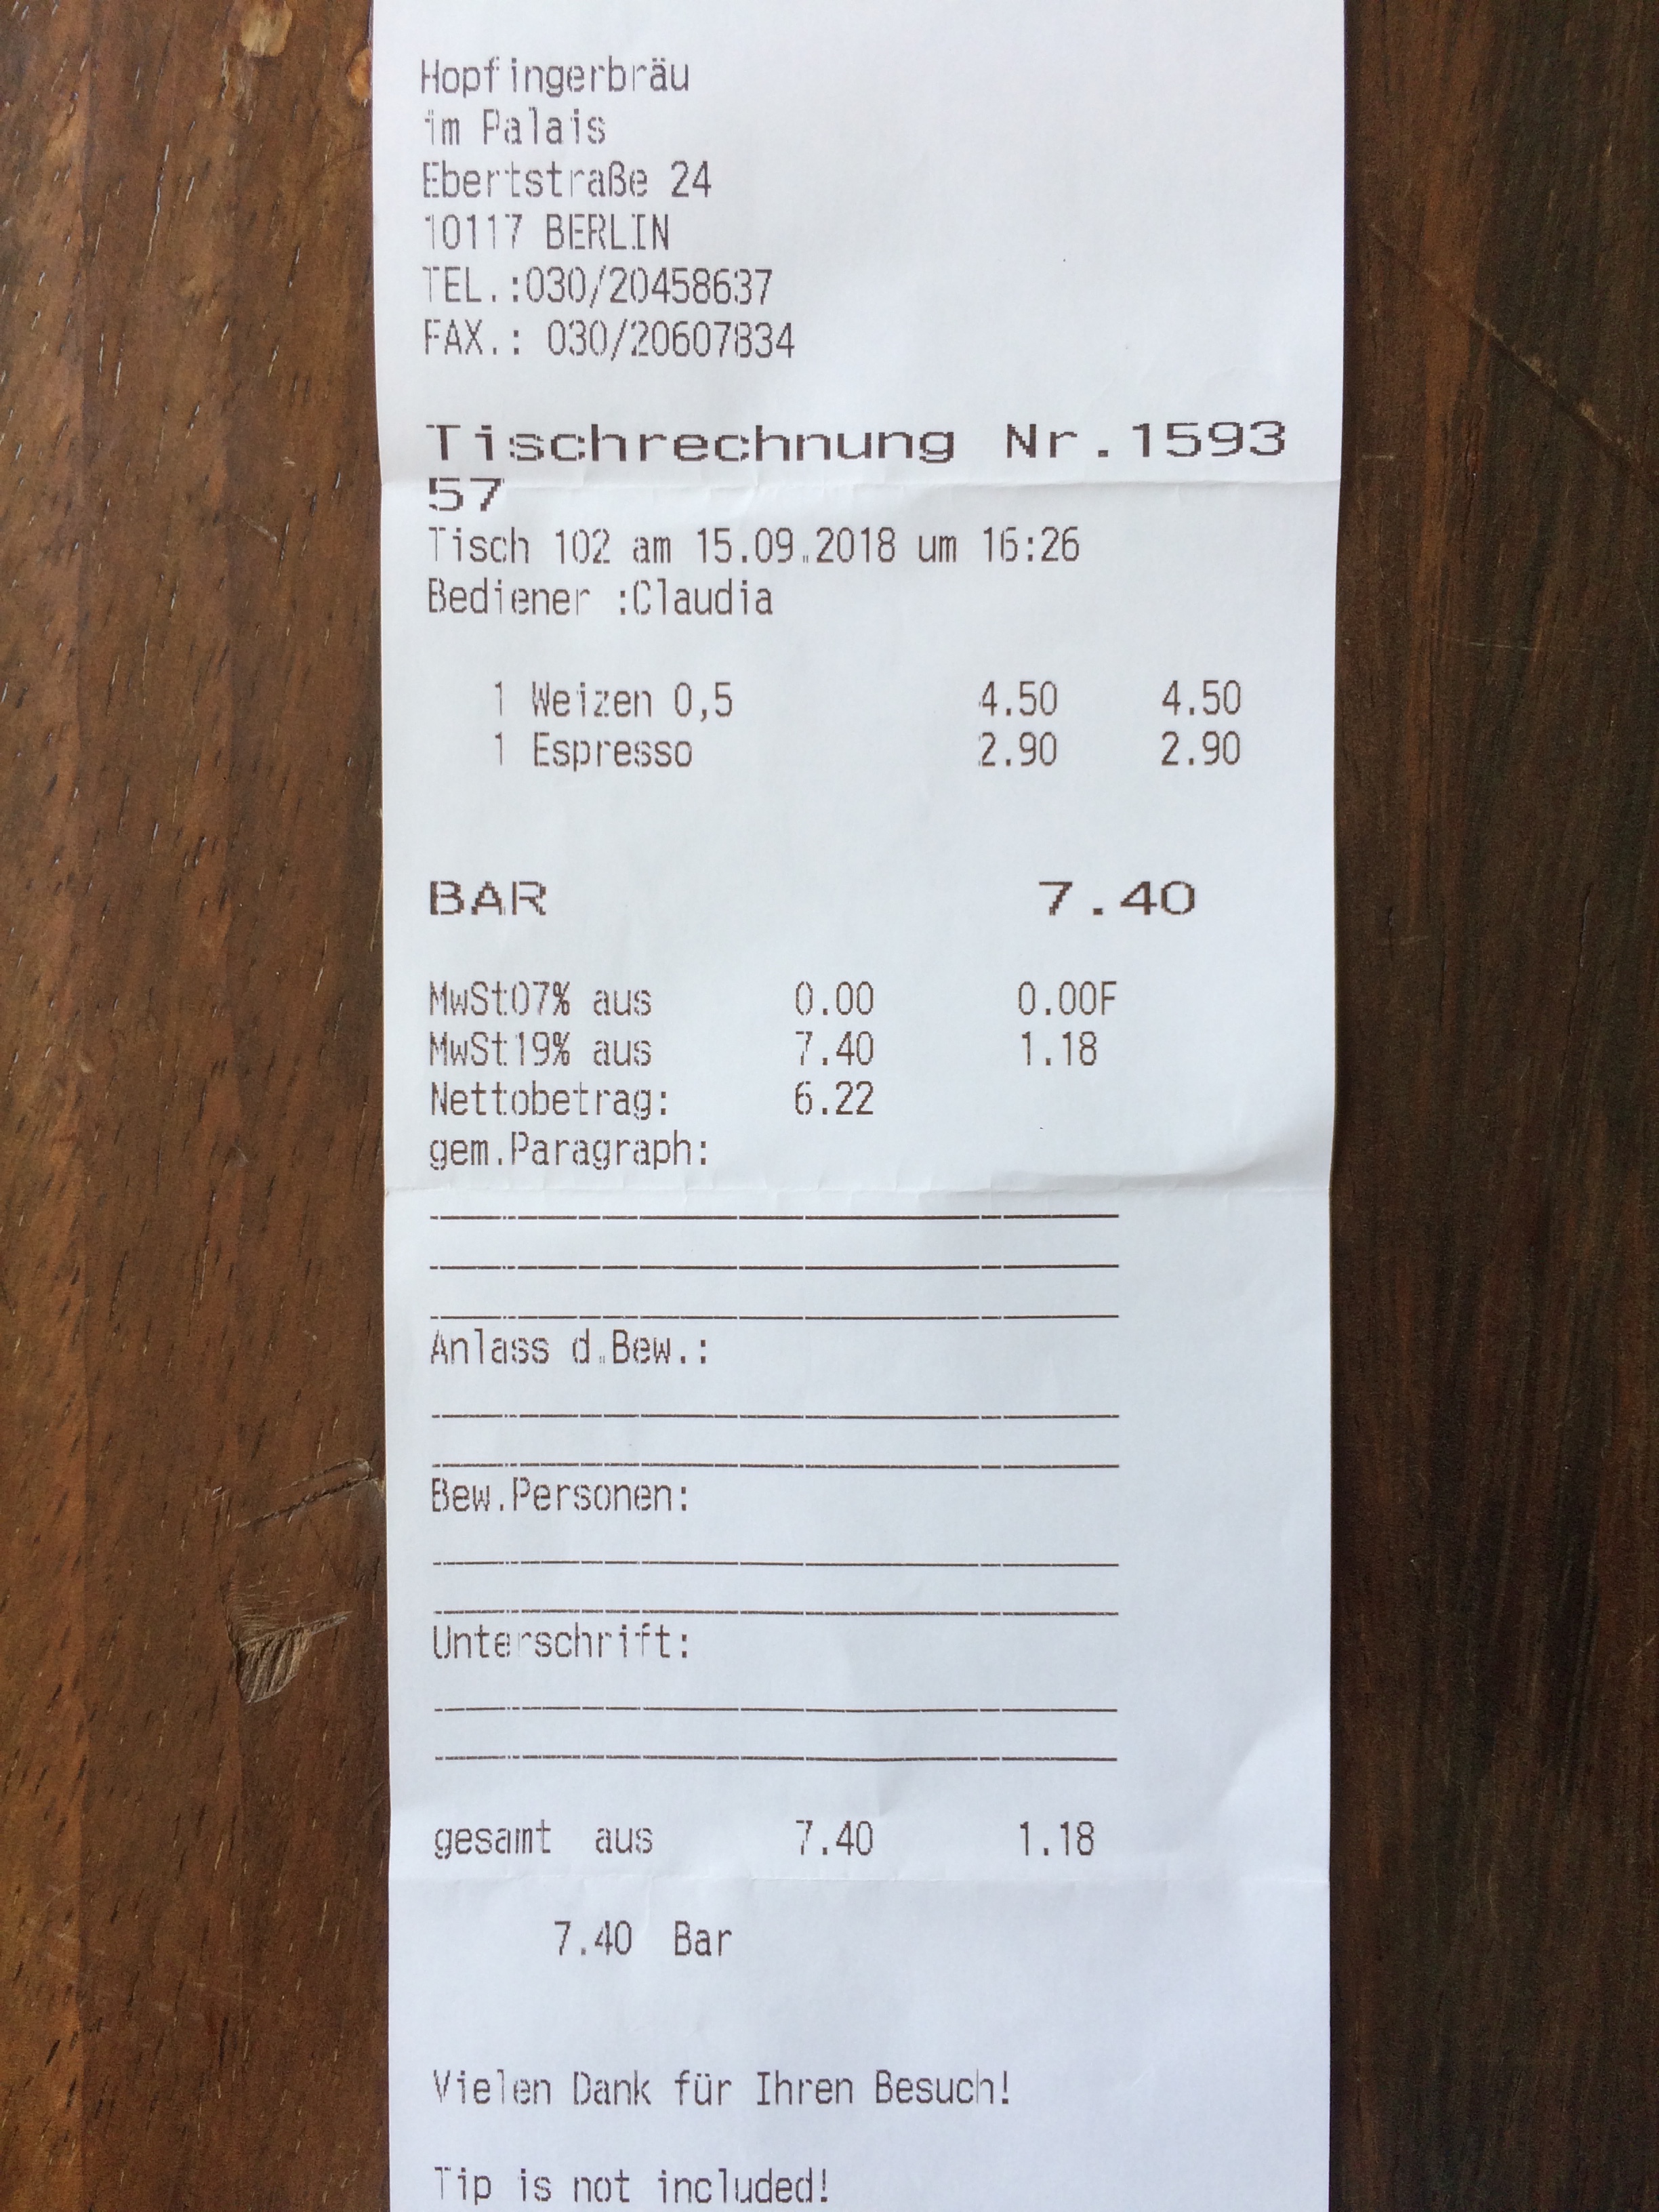 Hopfingerbräu
im Palais
Ebertstraße 24
10117 BERLIN
TEL.:030/20458637
FAX.: 030/20607834
Tischrechnung Nr.1593
57
Tisch 102 am 15.09.2018 um 16:26
Bediener :Claudia
1 Weizen 0,5 4.50 4.50
1 Espresso 2.90 2.90
BAR 7.40
MwSt07% aus 0.00 0.00F
MwSt19% aus 7.40 1.18
Nettobetrag: 6.22
gem.Paragraph:
Anlass d.Bew.:
Bew.Personen:
Unterschrift:
gesamt aus 7.40 1.18
7.40 Bar
Vielen Dank für Ihren Besuch!
Tip is not included!